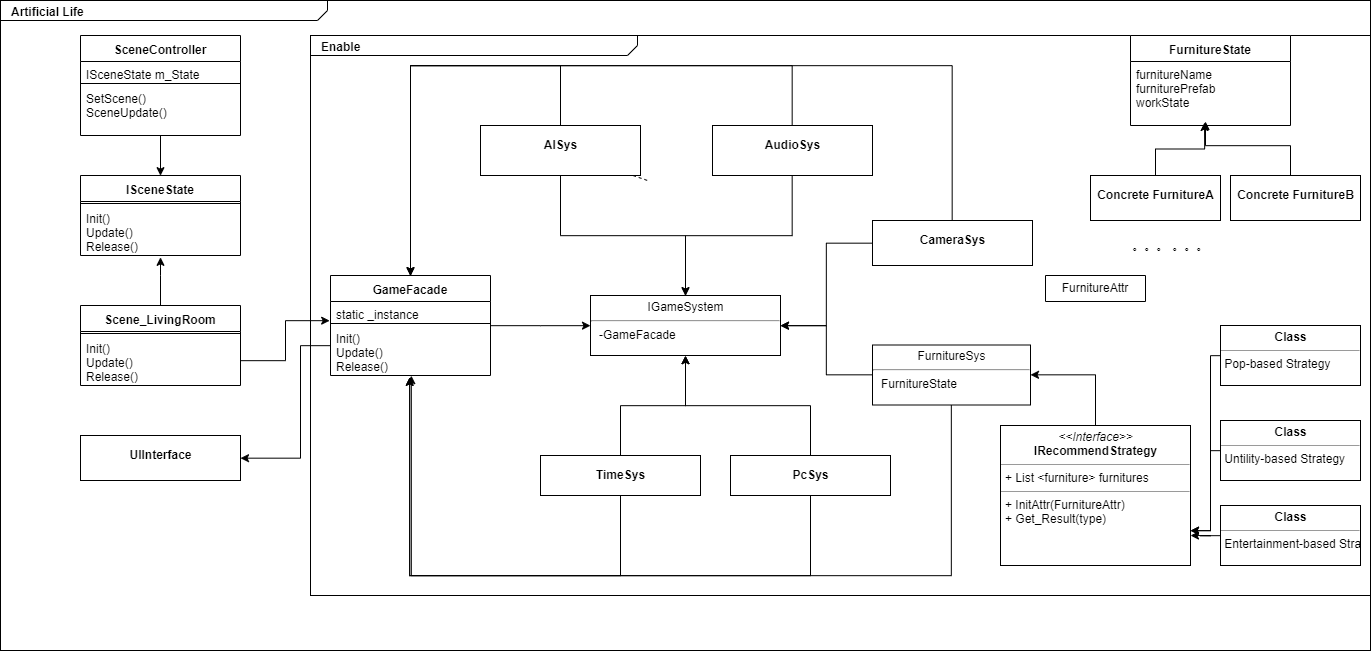 Artificial Life
SceneController
ISceneState m_State
SetScene()
SceneUpdate()
ISceneState
Init()
Update()
Release()
Scene_LivingRoom
Init()
Update()
Release()
UIInterface
Enable
AISys
AudioSys
CameraSys
GameFacade
static _instance
Init()
Update()
Release()
IGameSystem
-GameFacade
FurnitureSys
FurnitureState
TimeSys
PcSys
FurnitureState
furnitureName
furniturePrefab
workState
Concrete FurnitureA
Concrete FurnitureB
FurnitureAttr
<<Interface>>
IRecommendStrategy
+ List <furniture> furnitures
+ InitAttr(FurnitureAttr)
+ Get_Result(type)
Class
Pop-based Strategy
Class
Untility-based Strategy
Class
Entertainment-based Stra